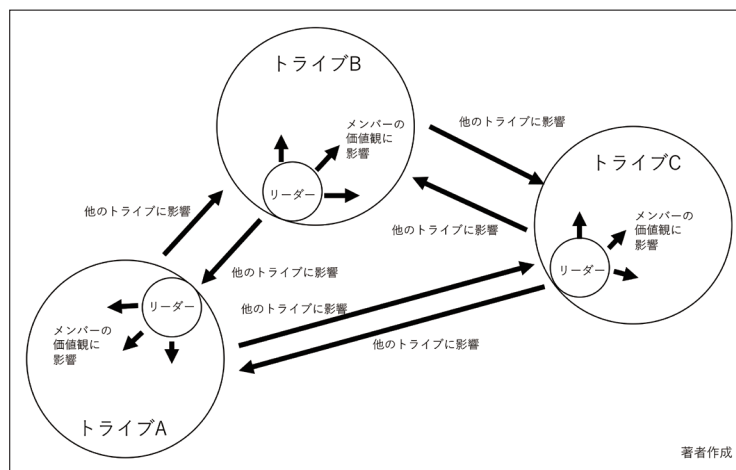 トライブB
メンバーの
価値観に
影響
リーダー
他のトライブに影響
トライブC
メンバーの
価値観に
影響
リーダー
他のトライブに影響
他のトライブに影響
他のトライブに影響
リーダー
メンバーの
価値観に
影響
トライブA
他のトライブに影響
他のトライブに影響
著者作成